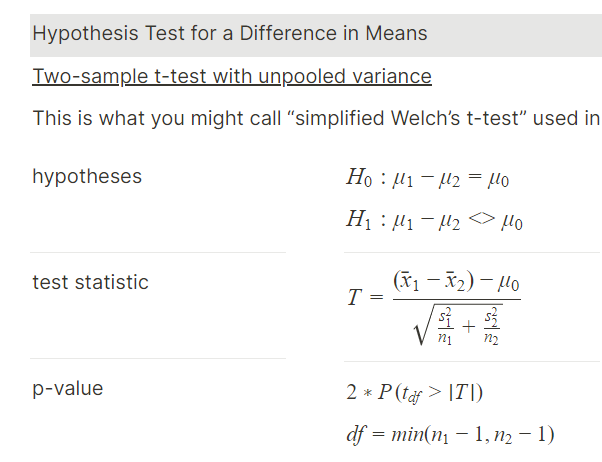 Hypothesis Test for a Difference in Means
Two-sample t-test with unpooled variance
This is what you might call “simplified Welch’s t-test” used in
hypotheses
H₀ : μ₁ − μ₂ = μ₀
H₁ : μ₁ − μ₂ <> μ₀
test statistic
T = ((x̄₁ − x̄₂) − μ₀) / √(s₁²/n₁ + s₂²/n₂)
p-value
2 * P(t_df > |T|)
df = min(n₁ − 1, n₂ − 1)